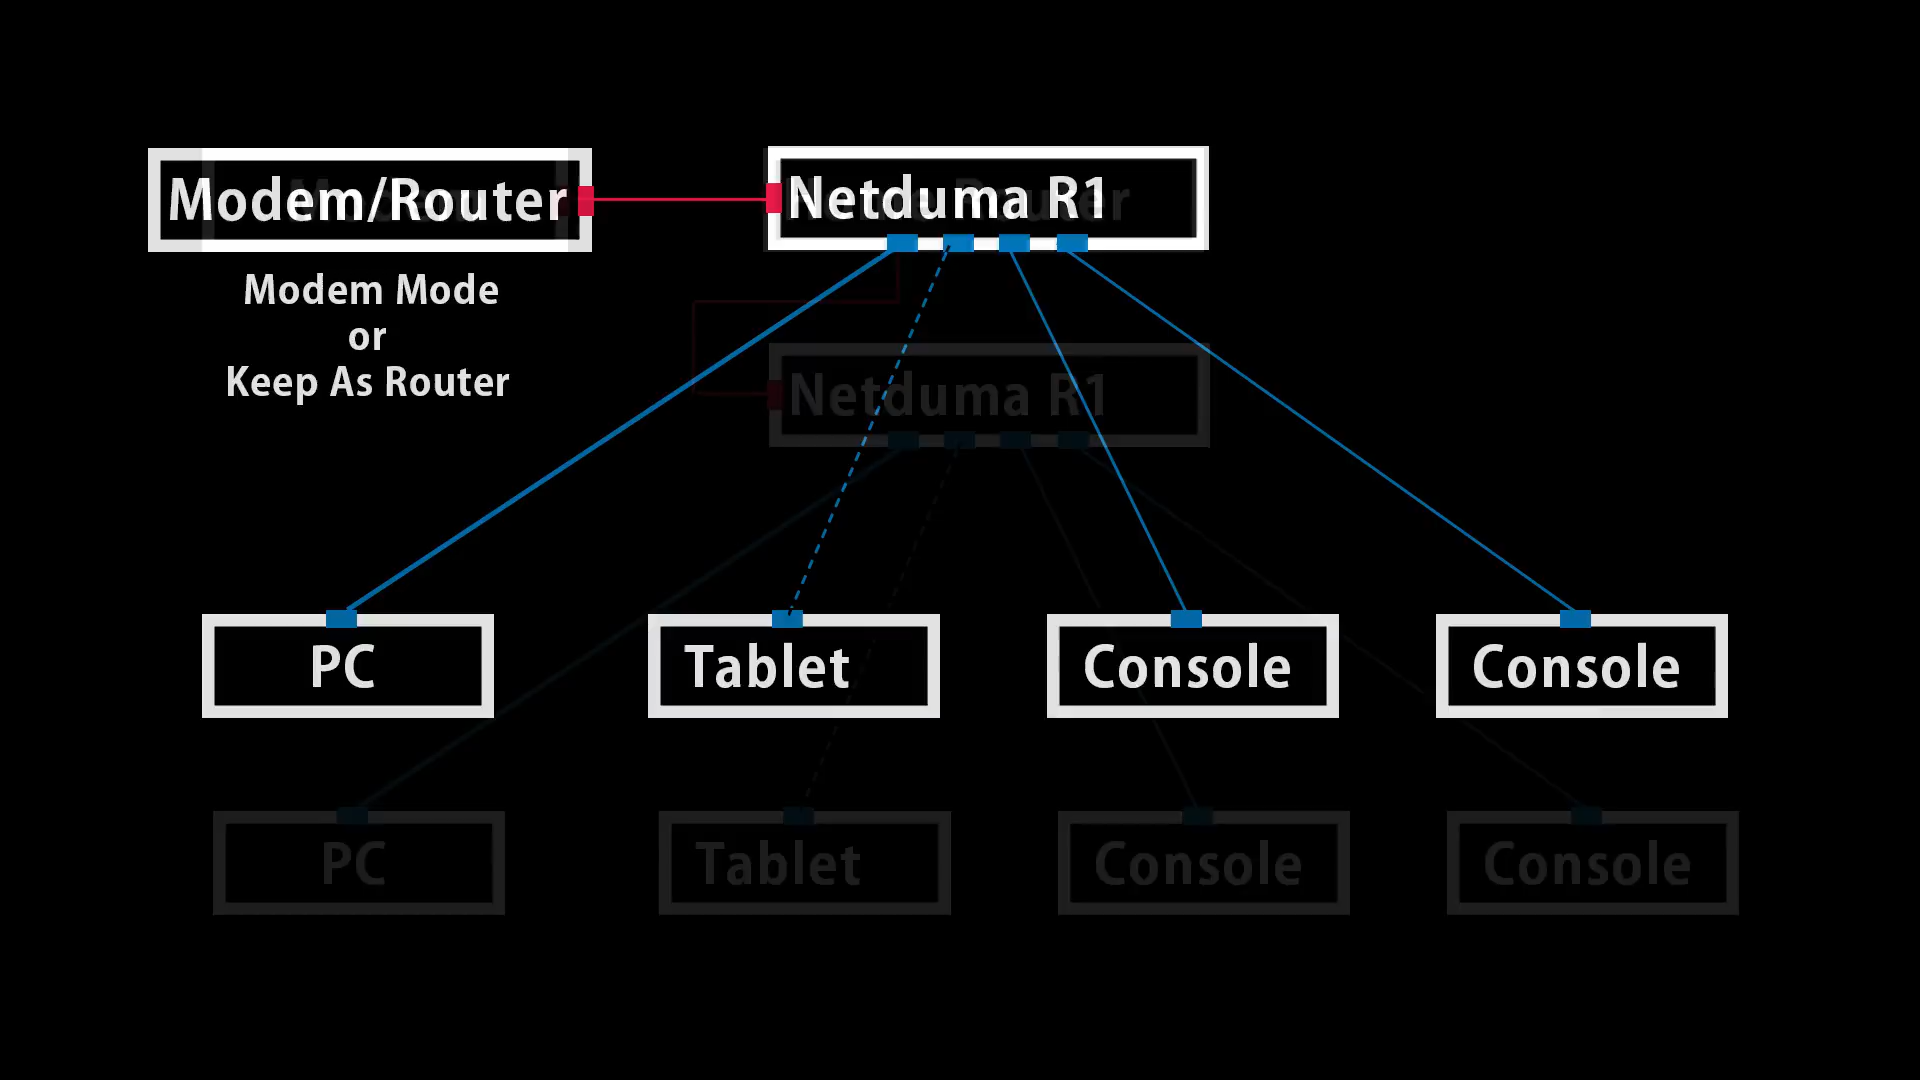 Modem/Router
Netduma R1
Modem Mode
or
Keep As Router
Netduma R1
PC
Tablet
Console
Console
PC
Tablet
Console
Console